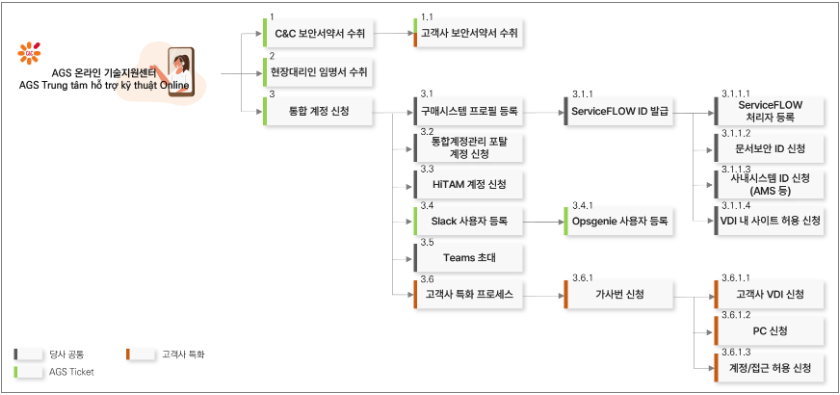 C&C
AGS 온라인 기술지원센터
AGS Trung tâm hỗ trợ kỹ thuật Online
1
C&C 보안서약서 수취
1.1
고객사 보안서약서 수취
2
현장대리인 임명서 수취
3
통합 계정 신청
3.1
구매시스템 프로필 등록
3.1.1
ServiceFLOW ID 발급
3.1.1.1
ServiceFLOW
처리자 등록
3.1.1.2
문서보안 ID 신청
3.1.1.3
사내시스템 ID 신청
(AMS 등)
3.1.1.4
VDI 내 사이트 허용 신청
3.2
통합계정관리 포탈
계정 신청
3.3
HiTAM 계정 신청
3.4
Slack 사용자 등록
3.4.1
Opsgenie 사용자 등록
3.5
Teams 초대
3.6
고객사 특화 프로세스
3.6.1
가사번 신청
3.6.1.1
고객사 VDI 신청
3.6.1.2
PC 신청
3.6.1.3
계정/접근 허용 신청
당사 공통
고객사 특화
AGS Ticket